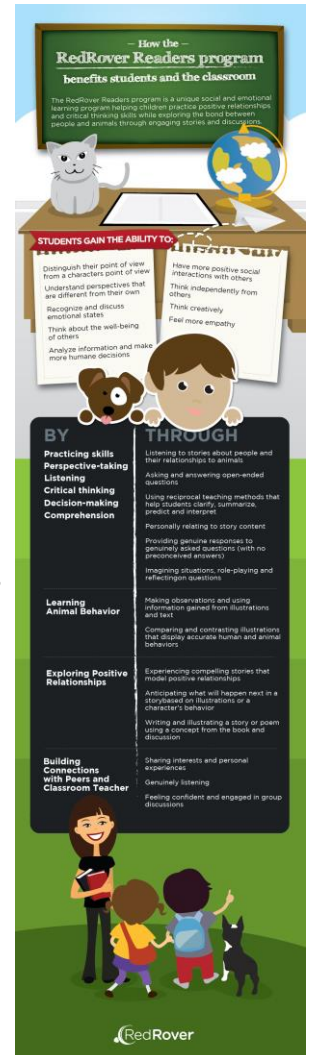 – How the –
RedRover Readers program
benefits students and the classroom
The RedRover Readers program is a unique social and emotional
learning program helping children practice positive relationships
and critical thinking skills while exploring the bond between
people and animals through engaging stories and discussions.
STUDENTS GAIN THE ABILITY TO:
Distinguish their point of view
from a characters point of view
Understand perspectives that
are different from their own
Recognize and discuss
emotional states
Think about the well-being
of others
Analyze information and make
more humane decisions
Have more positive social
interactions with others
Think independently from
others
Think creatively
Feel more empathy
BY
Practicing skills
Perspective-taking
Listening
Critical thinking
Decision-making
Comprehension
THROUGH
Listening to stories about people and
their relationships to animals
Asking and answering open-ended
questions
Using reciprocal teaching methods that
help students clarify, summarize,
predict and interpret
Personally relating to story content
Providing genuine responses to
genuinely asked questions (with no
preconceived answers)
Imagining situations, role-playing and
reflectingon questions
Learning
Animal Behavior
Making observations and using
information gained from illustrations
and text
Comparing and contrasting illustrations
that display accurate human and animal
behaviors
Exploring Positive
Relationships
Experiencing compelling stories that
model positive relationships
Anticipating what will happen next in a
storybased on illustrations or a
character's behavior
Writing and illustrating a story or poem
using a concept from the book and
discussion
Building
Connections
with Peers and
Classroom Teacher
Sharing interests and personal
experiences
Genuinely listening
Feeling confident and engaged in group
discussions
RedRover